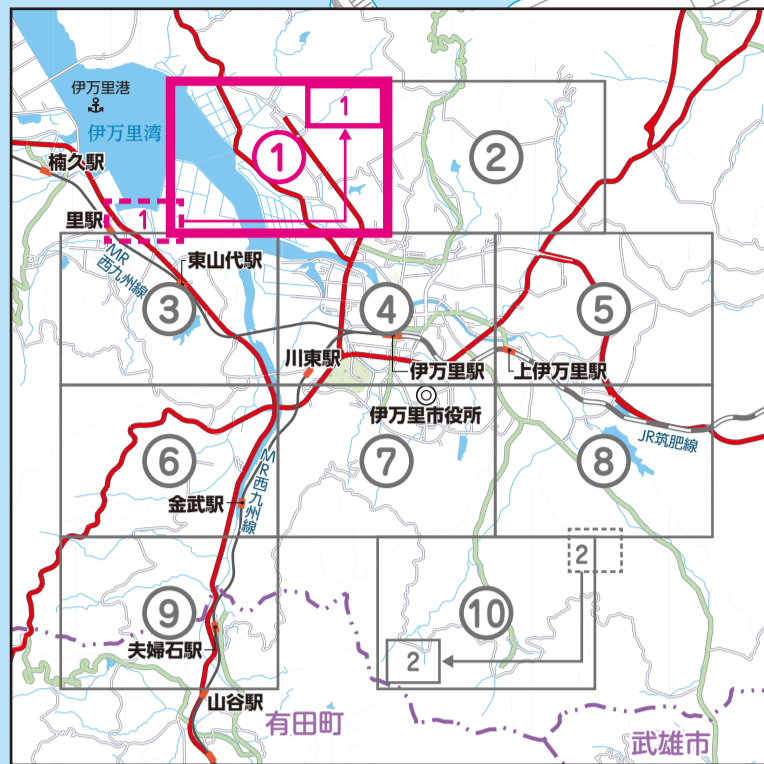 伊万里港
伊万里湾
楠久駅
1
①
②
里駅
1
MR
西九州線
東山代駅
③
④
⑤
川東駅
伊万里駅
上伊万里駅
伊万里市役所
JR筑肥線
⑥
⑦
⑧
MR西九州線
金武駅
2
⑨
⑩
夫婦石駅
2
山谷駅
有田町
武雄市